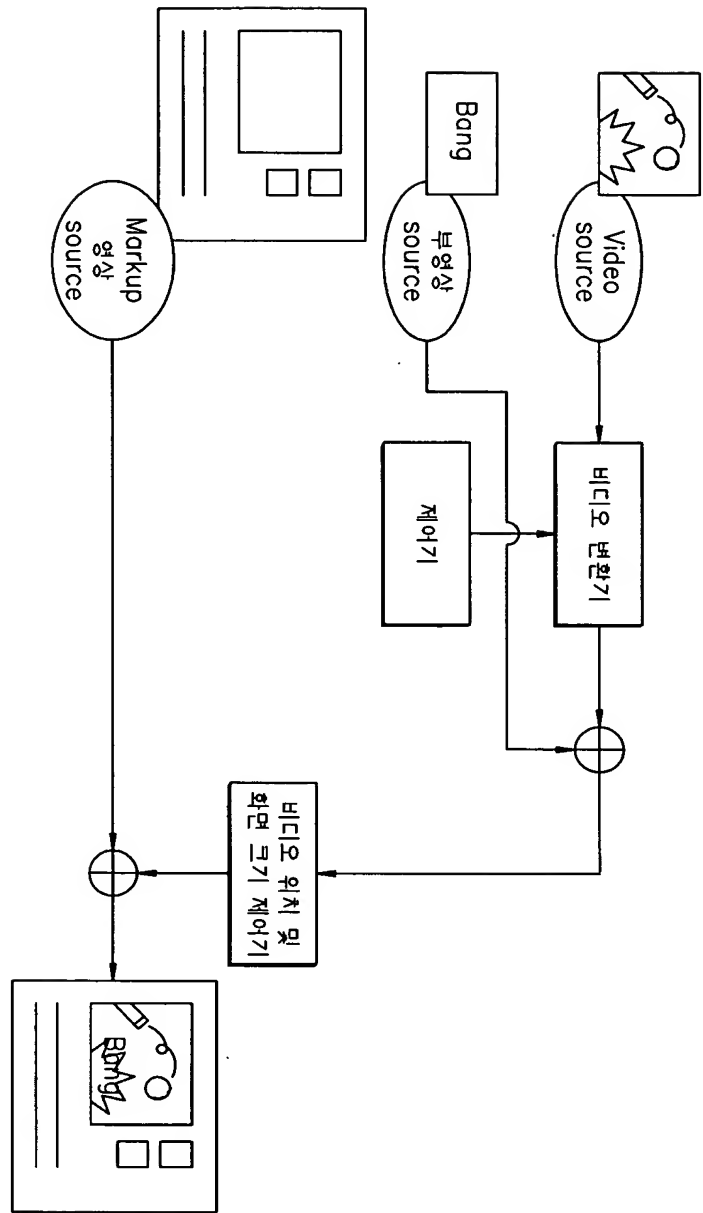 Video
source
비디오 변환기
Bang
부영상
source
제어기
비디오 위치 및
화면 크기 제어기
Markup
영상
source
Bang